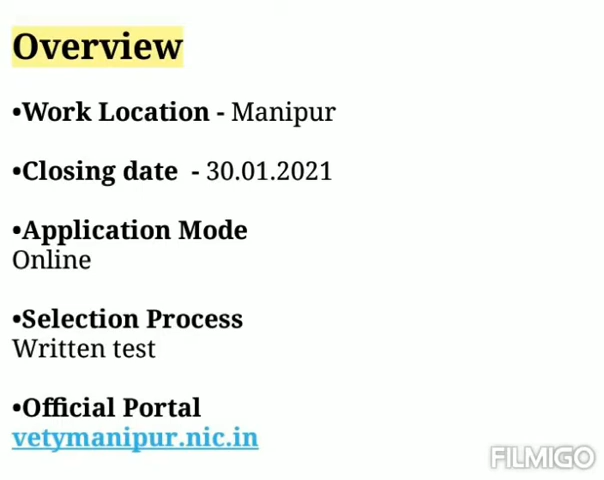 Overview
•Work Location - Manipur
•Closing date - 30.01.2021
•Application Mode
Online
•Selection Process
Written test
•Official Portal
vetymanipur.nic.in
FILMIGO